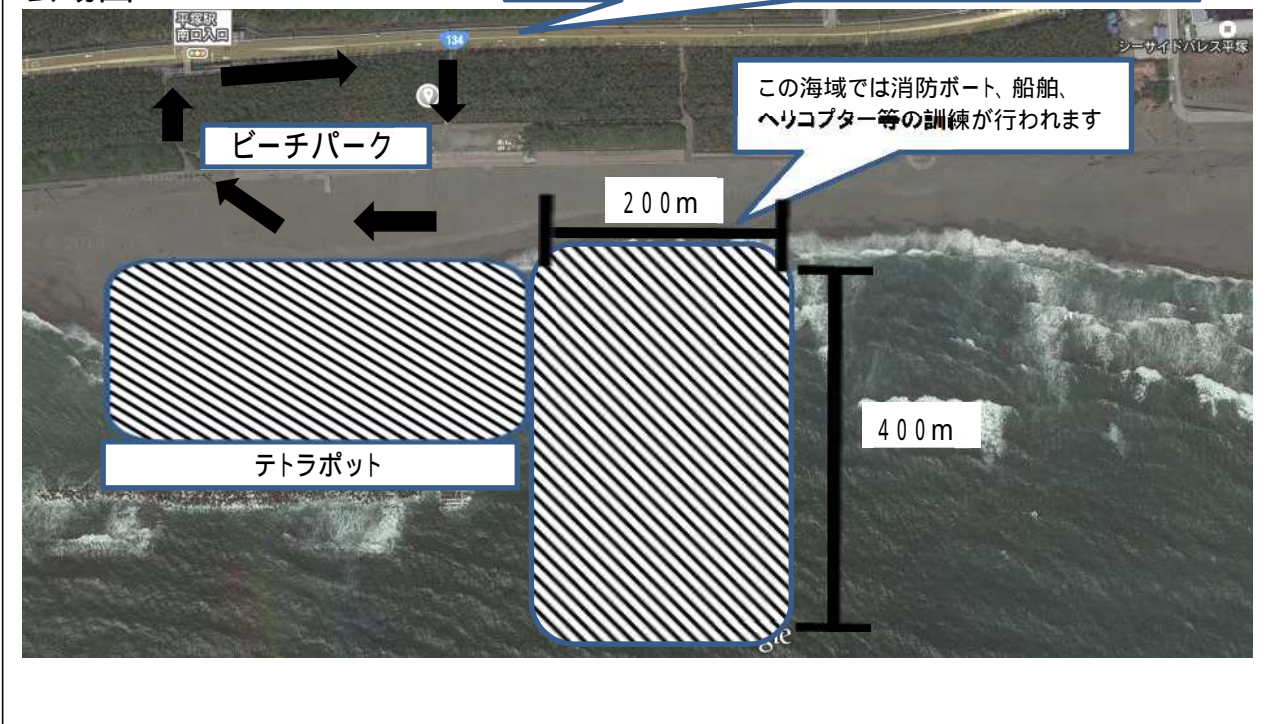 平塚駅
南口入口
134
シーサイドパレス平塚
この海域では消防ボート、船舶、
ヘリコプター等の訓練が行われます
ビーチパーク
200m
400m
テトラポット
gle